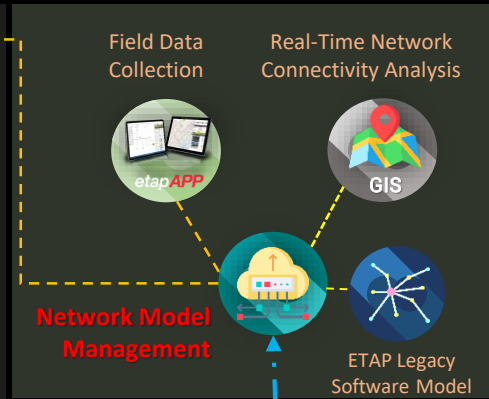 Field Data
Collection
Real-Time Network
Connectivity Analysis
etapAPP
GIS
Network Model
Management
ETAP Legacy
Software Model